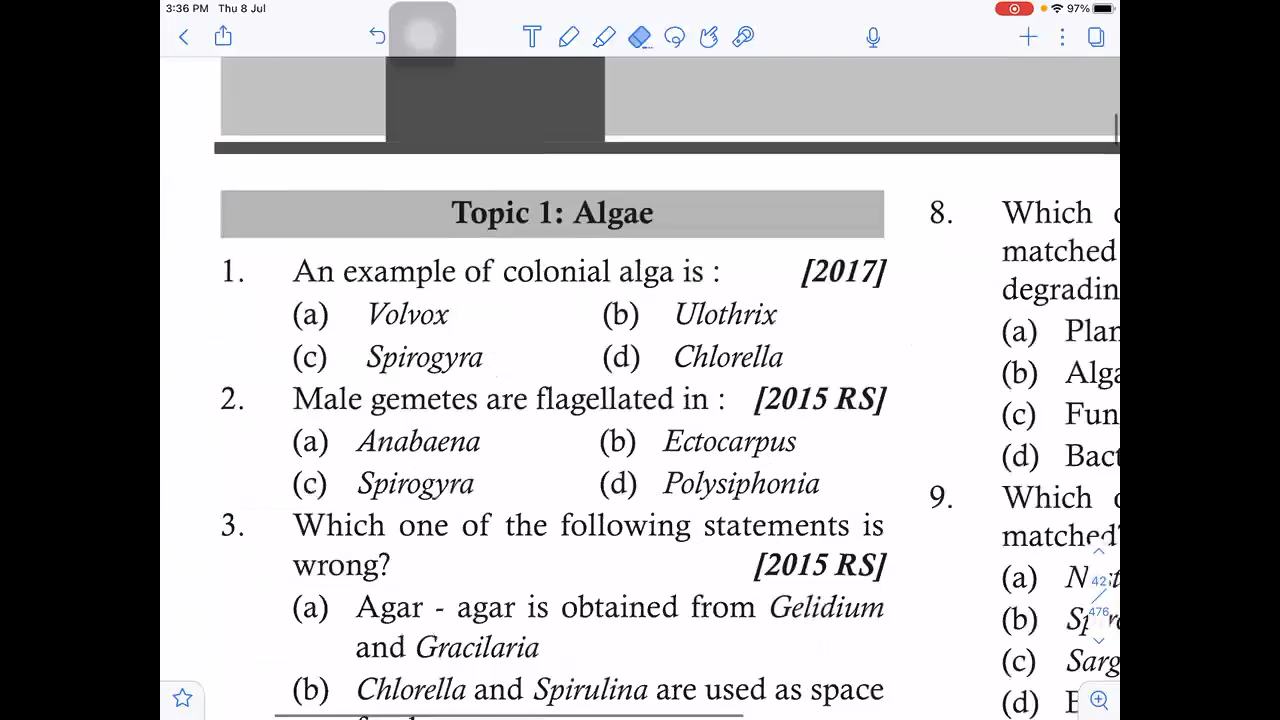 3:36 PM Thu 8 Jul
97%
Topic 1: Algae
1. An example of colonial alga is : [2017]
(a) Volvox (b) Ulothrix
(c) Spirogyra (d) Chlorella
2. Male gemetes are flagellated in : [2015 RS]
(a) Anabaena (b) Ectocarpus
(c) Spirogyra (d) Polysiphonia
3. Which one of the following statements is
wrong? [2015 RS]
(a) Agar - agar is obtained from Gelidium
and Gracilaria
(b) Chlorella and Spirulina are used as space
8. Which
matched
degradin
(a) Plan
(b) Alga
(c) Fun
(d) Bact
9. Which
matched?
(a)
(b)
(c) Sarg
(d)
42
476